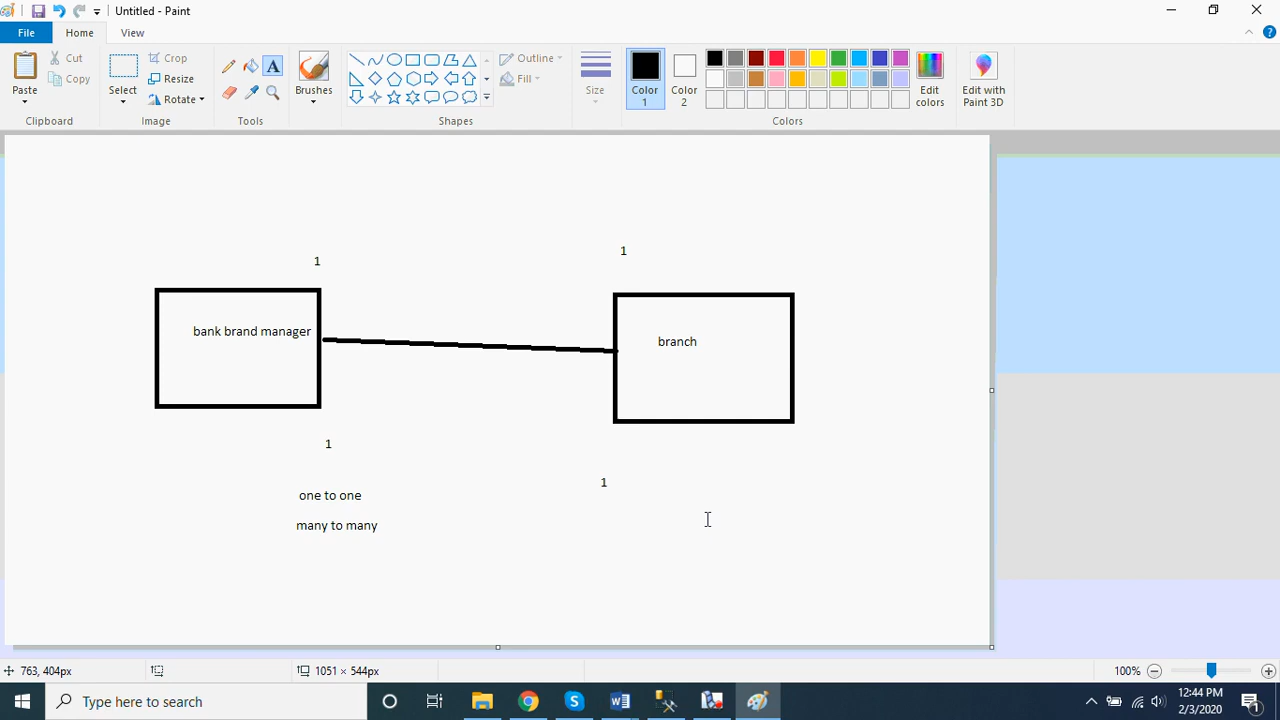 Untitled - Paint
File
Home
View
Paste
Cut
Copy
Clipboard
Select
Crop
Resize
Rotate
Image
A
Tools
Brushes
Shapes
Outline
Fill
Size
Color 1
Color 2
Edit colors
Colors
Edit with Paint 3D
1
1
bank brand manager
branch
1
1
one to one
many to many
763, 404px
1051 × 544px
100%
Type here to search
12:44 PM
2/3/2020